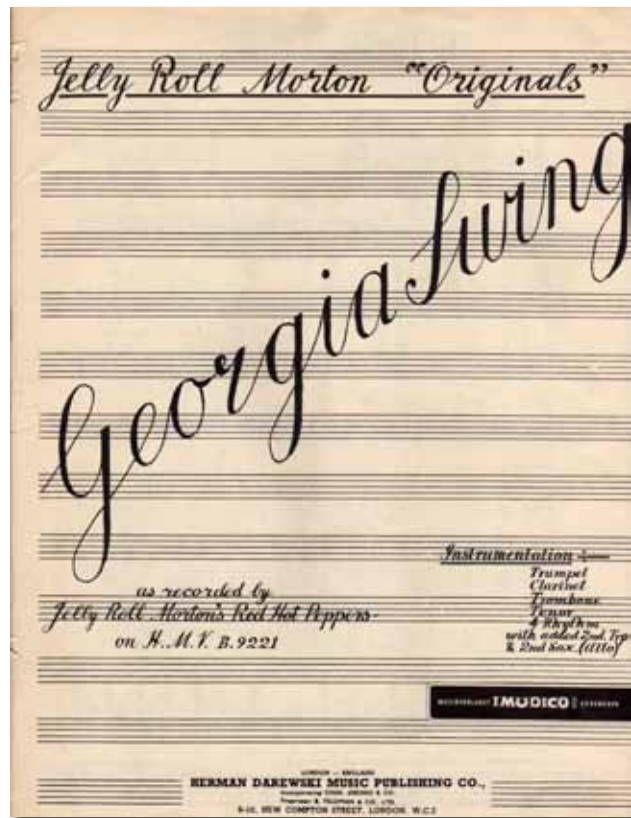 Jelly Roll Morton "Originals"
Georgia Swing
Instrumentation
Trumpet
Clarinet
Trombone
Tenor
4 Rhythm
with added 2nd. Tpt
& 2nd Sax. (Alto)
as recorded by
Jelly Roll Morton's Red Hot Peppers
on H.M.V. B.9221
IMUDICO
LONDON — ENGLAND
HERMAN DAREWSKI MUSIC PUBLISHING CO.,
9-10, NEW COMPTON STREET, LONDON, W.C.2